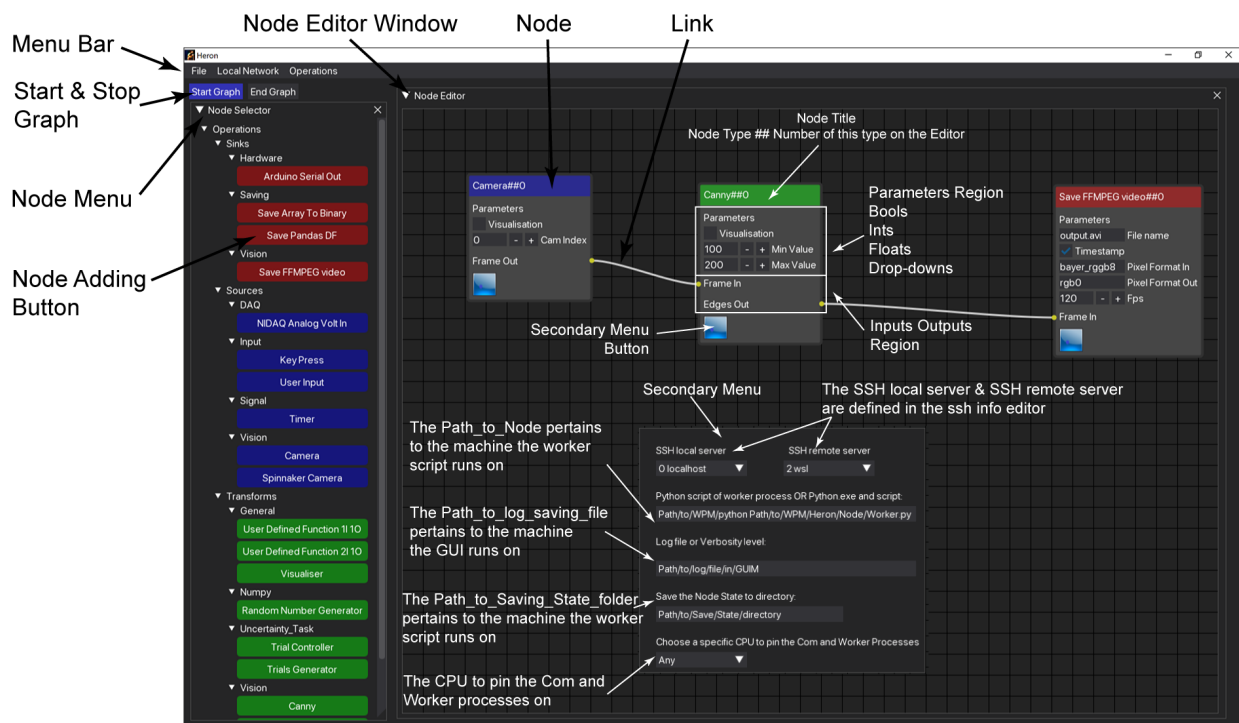 Node Editor Window
Node
Link
Menu Bar
Start & Stop
Graph
Node Menu
Node Adding
Button
Heron
File Local Network Operations
Start Graph End Graph
Node Selector
Operations
Sinks
Hardware
Arduino Serial Out
Saving
Save Array To Binary
Save Pandas DF
Vision
Save FFMPEG video
Sources
DAQ
NIDAQ Analog Volt In
Input
Key Press
User Input
Signal
Timer
Vision
Camera
Spinnaker Camera
Transforms
General
User Defined Function 1I 1O
User Defined Function 2I 1O
Visualiser
Numpy
Random Number Generator
Uncertainty_Task
Trial Controller
Trials Generator
Vision
Canny
Node Editor
Node Title
Node Type ## Number of this type on the Editor
Camera##0
Parameters
Visualisation
0 - + Cam Index
Frame Out
Canny##0
Parameters
Visualisation
100 - + Min Value
200 - + Max Value
Frame In
Edges Out
Parameters Region
Bools
Ints
Floats
Drop-downs
Inputs Outputs
Region
Secondary Menu
Button
Save FFMPEG video##0
Parameters
output.avi File name
Timestamp
bayer_rggb8 Pixel Format In
rgb0 Pixel Format Out
120 - + Fps
Frame In
Secondary Menu
The SSH local server & SSH remote server
are defined in the ssh info editor
The Path_to_Node pertains
to the machine the worker
script runs on
The Path_to_log_saving_file
pertains to the machine
the GUI runs on
The Path_to_Saving_State_folder
pertains to the machine the worker
script runs on
The CPU to pin the Com and
Worker processes on
SSH local server SSH remote server
0 localhost 2 wsl
Python script of worker process OR Python.exe and script:
Path/to/WPM/python Path/to/WPM/Heron/Node/Worker.py
Log file or Verbosity level:
Path/to/log/file/in/GUIM
Save the Node State to directory:
Path/to/Save/State/directory
Choose a specific CPU to pin the Com and Worker Processes
Any